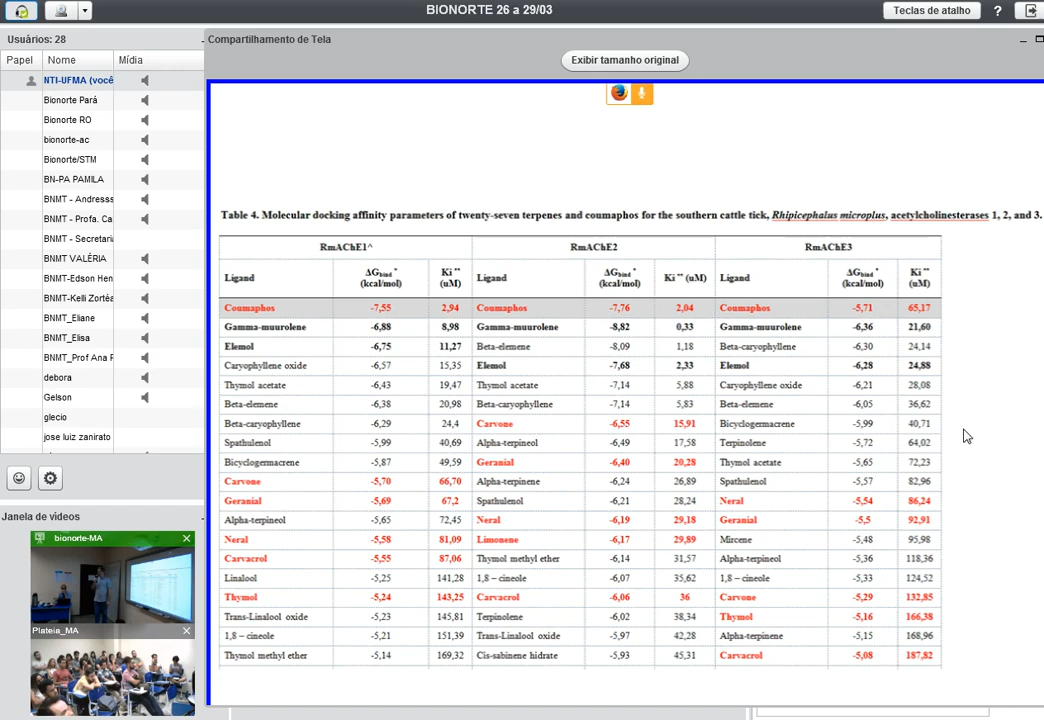 BIONORTE 26 a 29/03
Teclas de atalho
?
Usuários: 28
Papel Nome Mídia
NTI-UFMA (você
Bionorte Pará
Bionorte RO
bionorte-ac
Bionorte/STM
BN-PA PAMILA
BNMT - Andresss
BNMT - Profa. Ca
BNMT - Secretari
BNMT VALÉRIA
BNMT-Edson Hen
BNMT-Kelli Zortéa
BNMT_Eliane
BNMT_Elisa
BNMT_Prof Ana P
debora
Gelson
glecio
jose luiz zanirato
Janela de videos
bionorte-MA
Plateia_MA
Compartilhamento de Tela
Exibir tamanho original
Table 4. Molecular docking affinity parameters of twenty-seven terpenes and coumaphos for the southern cattle tick, Rhipicephalus microplus, acetylcholinesterases 1, 2, and 3.
RmAChE1^ RmAChE2 RmAChE3
Ligand ΔGbind * (kcal/mol) Ki ** (uM) Ligand ΔGbind * (kcal/mol) Ki ** (uM) Ligand ΔGbind * (kcal/mol) Ki ** (uM)
Coumaphos -7,55 2,94 Coumaphos -7,76 2,04 Coumaphos -5,71 65,17
Gamma-muurolene -6,88 8,98 Gamma-muurolene -8,82 0,33 Gamma-muurolene -6,36 21,60
Elemol -6,75 11,27 Beta-elemene -8,09 1,18 Beta-caryophyllene -6,30 24,14
Caryophyllene oxide -6,57 15,35 Elemol -7,68 2,33 Elemol -6,28 24,88
Thymol acetate -6,43 19,47 Thymol acetate -7,14 5,88 Caryophyllene oxide -6,21 28,08
Beta-elemene -6,38 20,98 Beta-caryophyllene -7,14 5,83 Beta-elemene -6,05 36,62
Beta-caryophyllene -6,29 24,4 Carvone -6,55 15,91 Bicyclogermacrene -5,99 40,71
Spathulenol -5,99 40,69 Alpha-terpineol -6,49 17,58 Terpinolene -5,72 64,02
Bicyclogermacrene -5,87 49,59 Geranial -6,40 20,28 Thymol acetate -5,65 72,23
Carvone -5,70 66,70 Alpha-terpinene -6,24 26,89 Spathulenol -5,57 82,96
Geranial -5,69 67,2 Spathulenol -6,21 28,24 Neral -5,54 86,24
Alpha-terpineol -5,65 72,45 Neral -6,19 29,18 Geranial -5,5 92,91
Neral -5,58 81,09 Limonene -6,17 29,89 Mircene -5,48 95,98
Carvacrol -5,55 87,06 Thymol methyl ether -6,14 31,57 Alpha-terpineol -5,36 118,36
Linalool -5,25 141,28 1,8 – cineole -6,07 35,62 1,8 – cineole -5,33 124,52
Thymol -5,24 143,25 Carvacrol -6,06 36 Carvone -5,29 132,85
Trans-Linalool oxide -5,23 145,81 Terpinolene -6,02 38,34 Thymol -5,16 166,38
1,8 – cineole -5,21 151,39 Trans-Linalool oxide -5,97 42,28 Alpha-terpinene -5,15 168,96
Thymol methyl ether -5,14 169,32 Cis-sabinene hidrate -5,93 45,31 Carvacrol -5,08 187,82